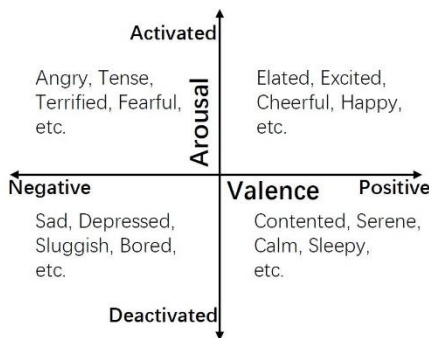 Activated
Angry, Tense,
Terrified, Fearful,
etc.
Arousal
Elated, Excited,
Cheerful, Happy,
etc.
Negative
Valence
Positive
Sad, Depressed,
Sluggish, Bored,
etc.
Contented, Serene,
Calm, Sleepy,
etc.
Deactivated